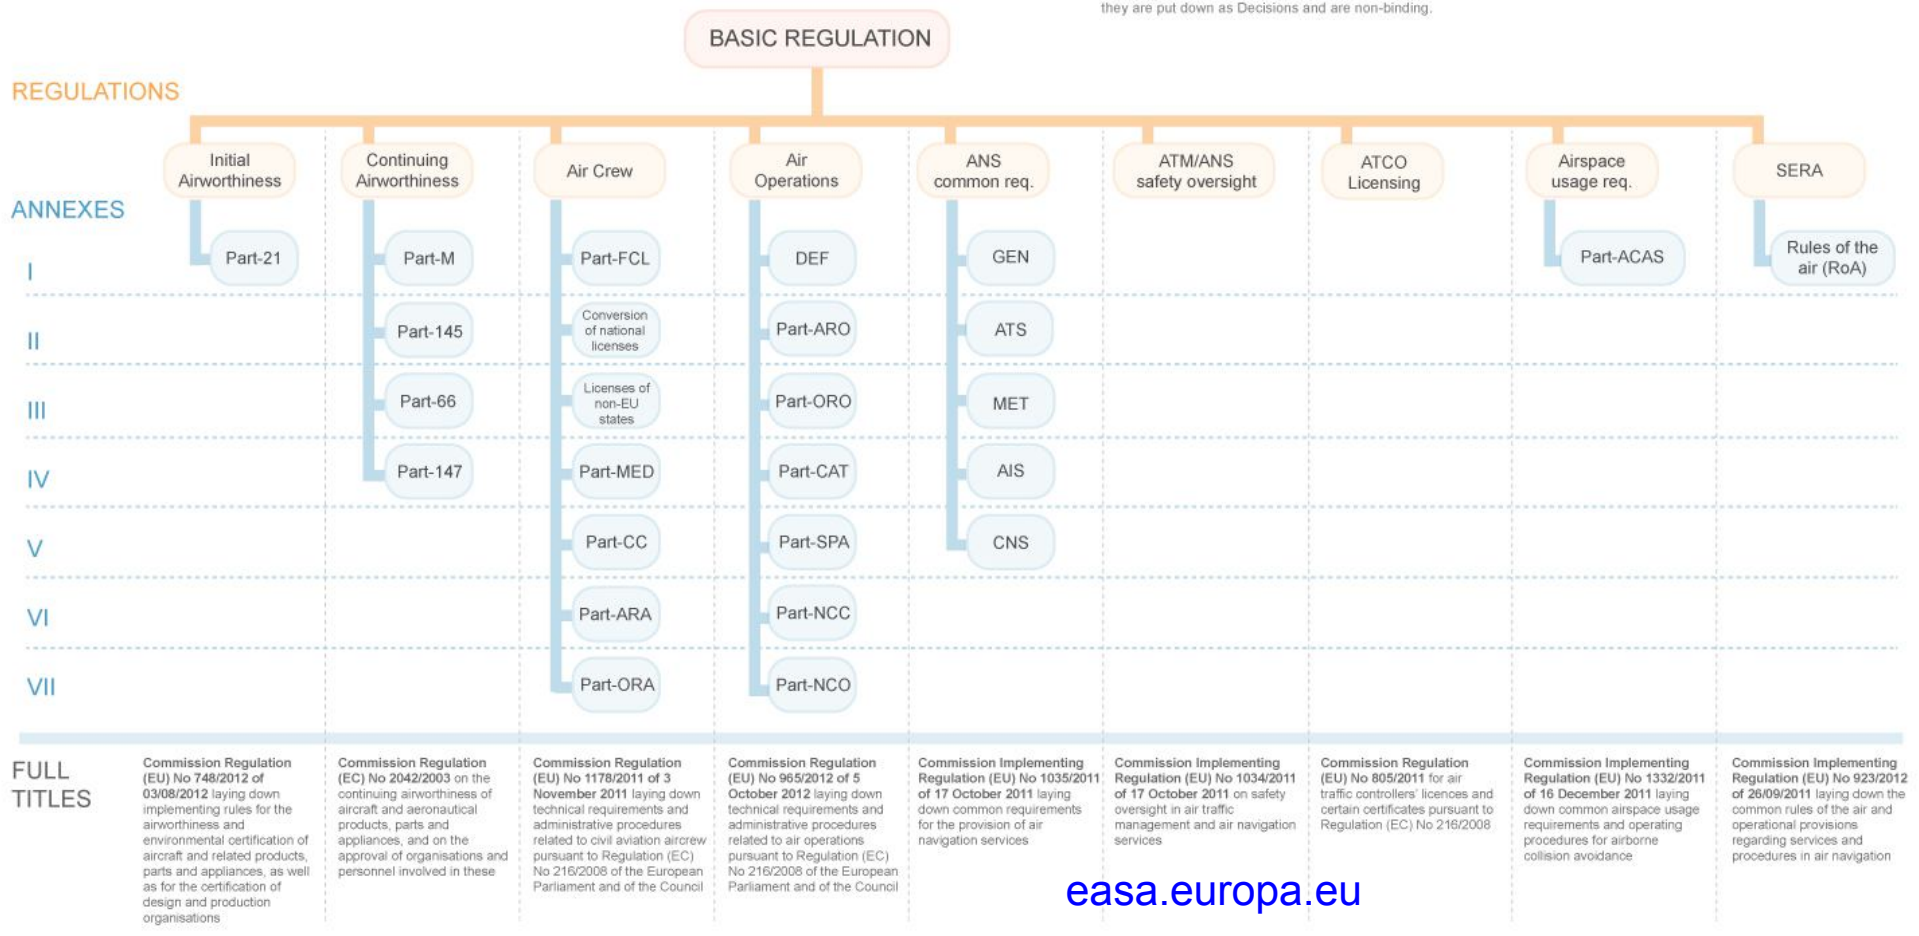 they are put down as Decisions and are non-binding.
BASIC REGULATION
REGULATIONS
Initial
Airworthiness
Continuing
Airworthiness
Air Crew
Air
Operations
ANS
common req.
ATM/ANS
safety oversight
ATCO
Licensing
Airspace
usage req.
SERA
ANNEXES
I
Part-21
Part-M
Part-FCL
DEF
GEN
Part-ACAS
Rules of the
air (RoA)
II
Part-145
Conversion
of national
licenses
Part-ARO
ATS
III
Part-66
Licenses of
non-EU
states
Part-ORO
MET
IV
Part-147
Part-MED
Part-CAT
AIS
V
Part-CC
Part-SPA
CNS
VI
Part-ARA
Part-NCC
VII
Part-ORA
Part-NCO
FULL
TITLES
Commission Regulation
(EU) No 748/2012 of
03/08/2012 laying down
implementing rules for the
airworthiness and
environmental certification of
aircraft and related products,
parts and appliances, as well
as for the certification of
design and production
organisations
Commission Regulation
(EC) No 2042/2003 on the
continuing airworthiness of
aircraft and aeronautical
products, parts and
appliances, and on the
approval of organisations and
personnel involved in these
Commission Regulation
(EU) No 1178/2011 of 3
November 2011 laying down
technical requirements and
administrative procedures
related to civil aviation aircrew
pursuant to Regulation (EC)
No 216/2008 of the European
Parliament and of the Council
Commission Regulation
(EU) No 965/2012 of 5
October 2012 laying down
technical requirements and
administrative procedures
related to air operations
pursuant to Regulation (EC)
No 216/2008 of the European
Parliament and of the Council
Commission Implementing
Regulation (EU) No 1035/2011
of 17 October 2011 laying
down common requirements
for the provision of air
navigation services
Commission Implementing
Regulation (EU) No 1034/2011
of 17 October 2011 on safety
oversight in air traffic
management and air navigation
services
Commission Regulation
(EU) No 805/2011 for air
traffic controllers' licences and
certain certificates pursuant to
Regulation (EC) No 216/2008
Commission Implementing
Regulation (EU) No 1332/2011
of 16 December 2011 laying
down common airspace usage
requirements and operating
procedures for airborne
collision avoidance
Commission Implementing
Regulation (EU) No 923/2012
of 26/09/2011 laying down the
common rules of the air and
operational provisions
regarding services and
procedures in air navigation
easa.europa.eu